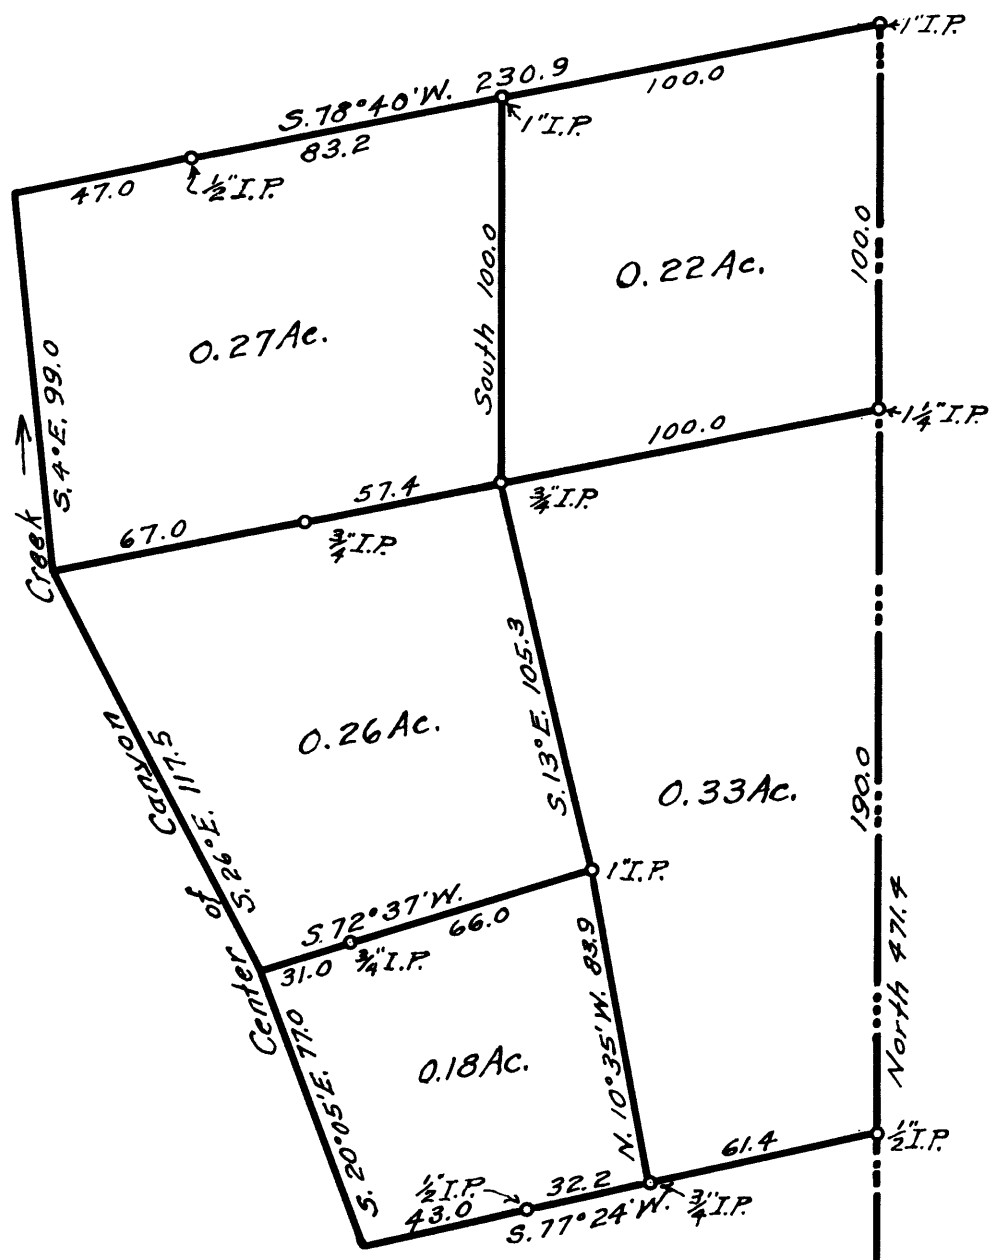 1" I.P.
S. 78° 40' W. 230.9
100.0
1" I.P.
83.2
47.0
½" I.P.
100.0
South 100.0
0.22 Ac.
0.27 Ac.
S. 4° E. 99.0
1¼" I.P.
100.0
57.4
¾" I.P.
67.0
¾" I.P.
Center of Canyon Creek
S. 26° E. 117.5
S. 13° E. 105.3
0.26 Ac.
0.33 Ac.
190.0
1" I.P.
S. 72° 37' W.
66.0
31.0
¾" I.P.
North 471.4
N. 10° 35' W. 83.9
S. 20° 05' E. 77.0
0.18 Ac.
61.4
½" I.P.
½" I.P.
32.2
¾" I.P.
43.0
S. 77° 24' W.